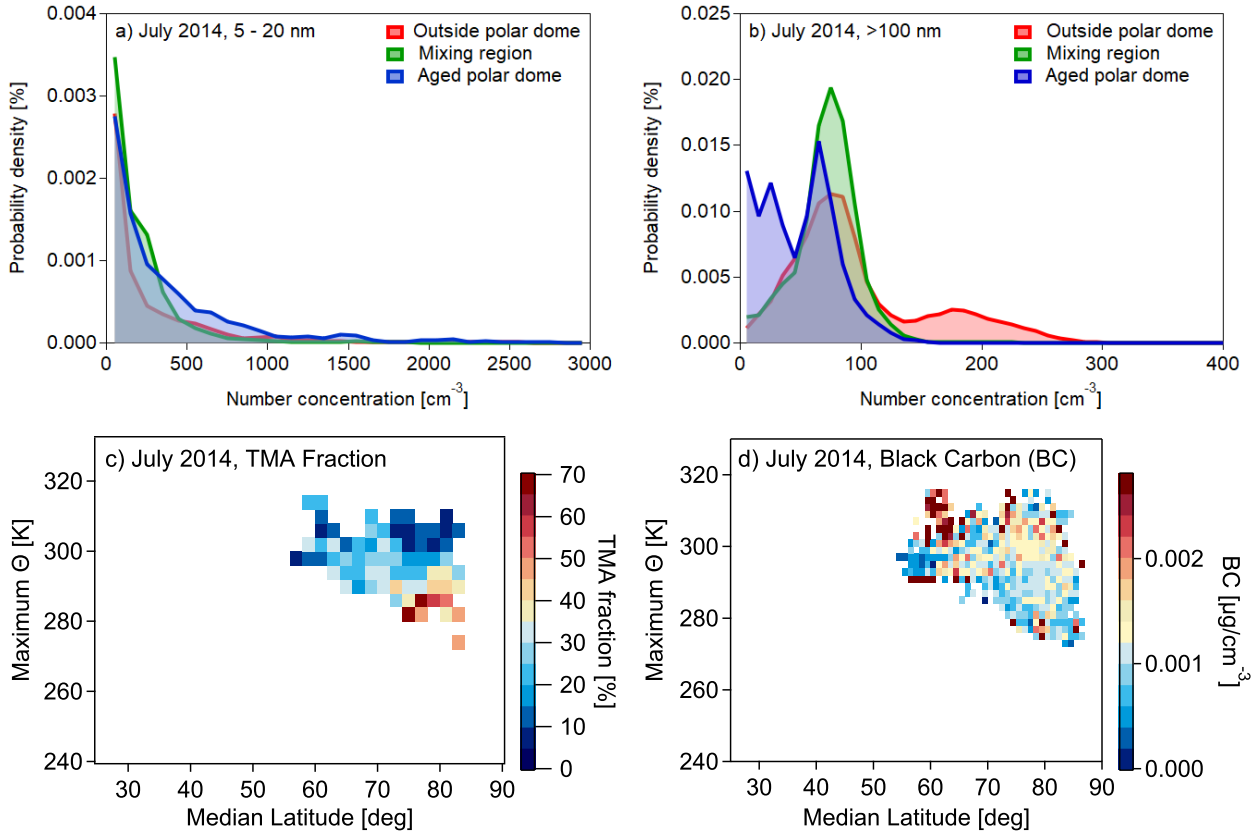 a) July 2014, 5 - 20 nm
Outside polar dome
Mixing region
Aged polar dome
0.004
0.003
0.002
0.001
0.000
Probability density [%]
0
500
1000
1500
2000
2500
3000
Number concentration [cm⁻³]
b) July 2014, >100 nm
Outside polar dome
Mixing region
Aged polar dome
0.025
0.020
0.015
0.010
0.005
0.000
Probability density [%]
0
100
200
300
400
Number concentration [cm⁻³]
c) July 2014, TMA Fraction
320
300
280
260
240
Maximum Θ [K]
30
40
50
60
70
80
Median Latitude [deg]
70
60
50
40
30
20
10
0
TMA fraction [%]
d) July 2014, Black Carbon (BC)
320
300
280
260
240
Maximum Θ [K]
30
40
50
60
70
80
90
Median Latitude [deg]
0.002
0.001
0.000
BC [µg/cm⁻³]